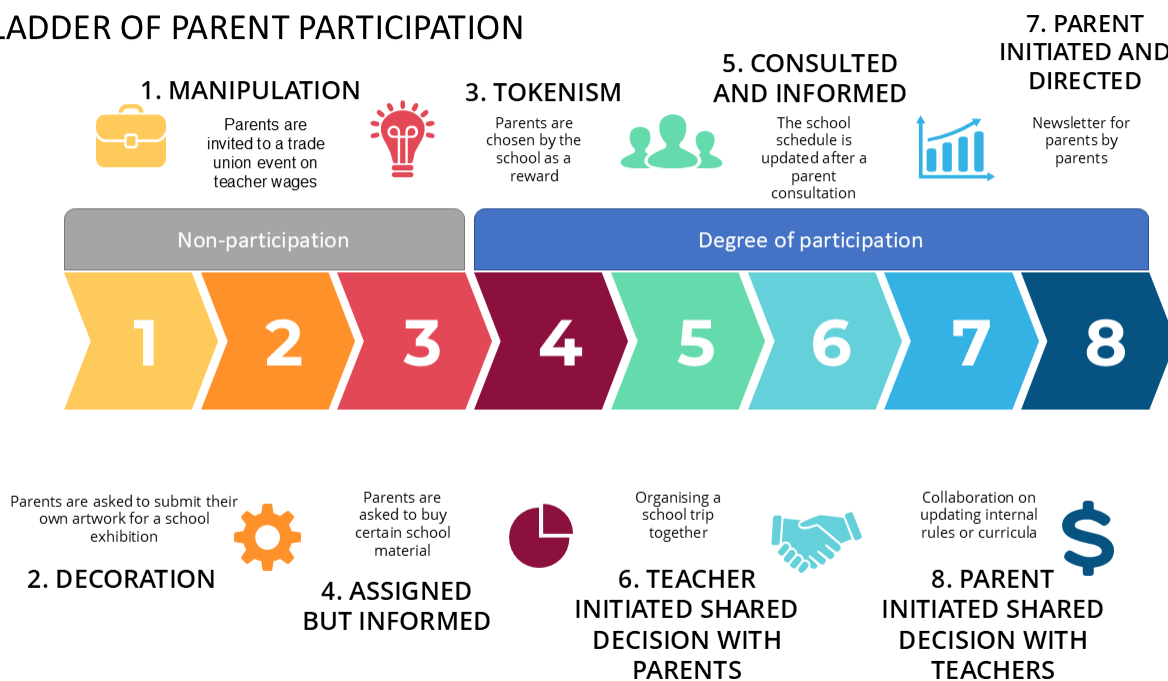 LADDER OF PARENT PARTICIPATION
1. MANIPULATION
Parents are
invited to a trade
union event on
teacher wages
3. TOKENISM
Parents are
chosen by the
school as a
reward
5. CONSULTED
AND INFORMED
The school
schedule is
updated after a
parent
consultation
7. PARENT
INITIATED AND
DIRECTED
Newsletter for
parents by
parents
Non-participation
Degree of participation
1
2
3
4
5
6
7
8
Parents are asked to submit their
own artwork for a school
exhibition
2. DECORATION
Parents are
asked to buy
certain school
material
4. ASSIGNED
BUT INFORMED
Organising a
school trip
together
6. TEACHER
INITIATED SHARED
DECISION WITH
PARENTS
Collaboration on
updating internal
rules or curricula
8. PARENT
INITIATED SHARED
DECISION WITH
TEACHERS